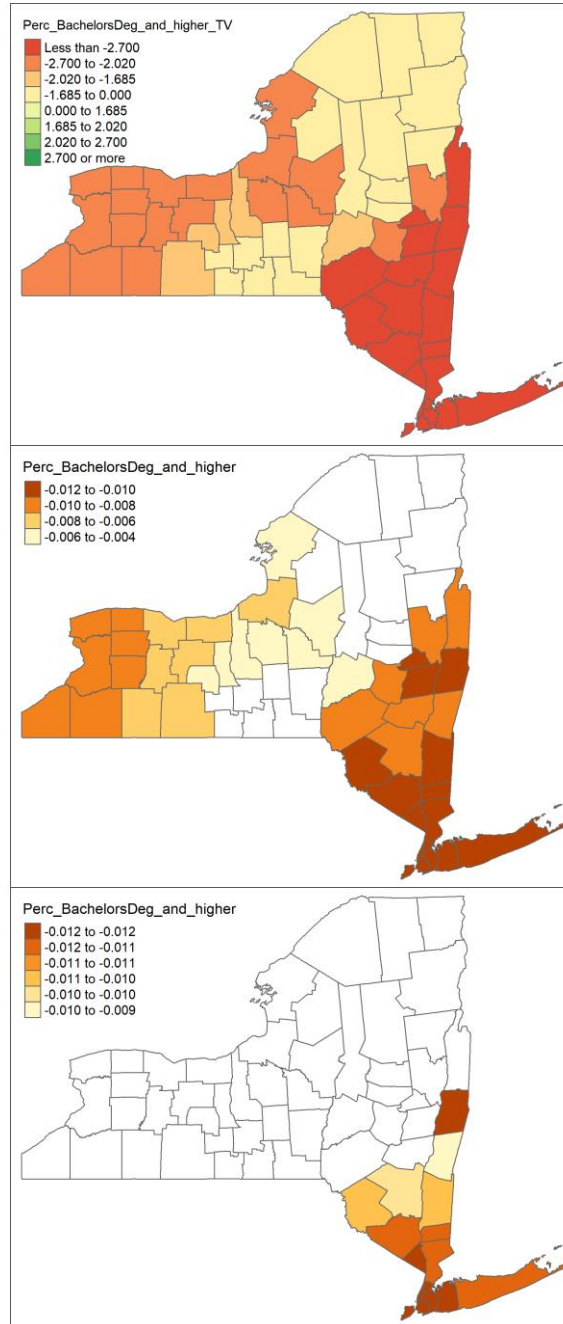 Perc_BachelorsDeg_and_higher_TV
Less than -2.700
-2.700 to -2.020
-2.020 to -1.685
-1.685 to 0.000
0.000 to 1.685
1.685 to 2.020
2.020 to 2.700
2.700 or more
Perc_BachelorsDeg_and_higher
-0.012 to -0.010
-0.010 to -0.008
-0.008 to -0.006
-0.006 to -0.004
Perc_BachelorsDeg_and_higher
-0.012 to -0.012
-0.012 to -0.011
-0.011 to -0.011
-0.011 to -0.010
-0.010 to -0.010
-0.010 to -0.009